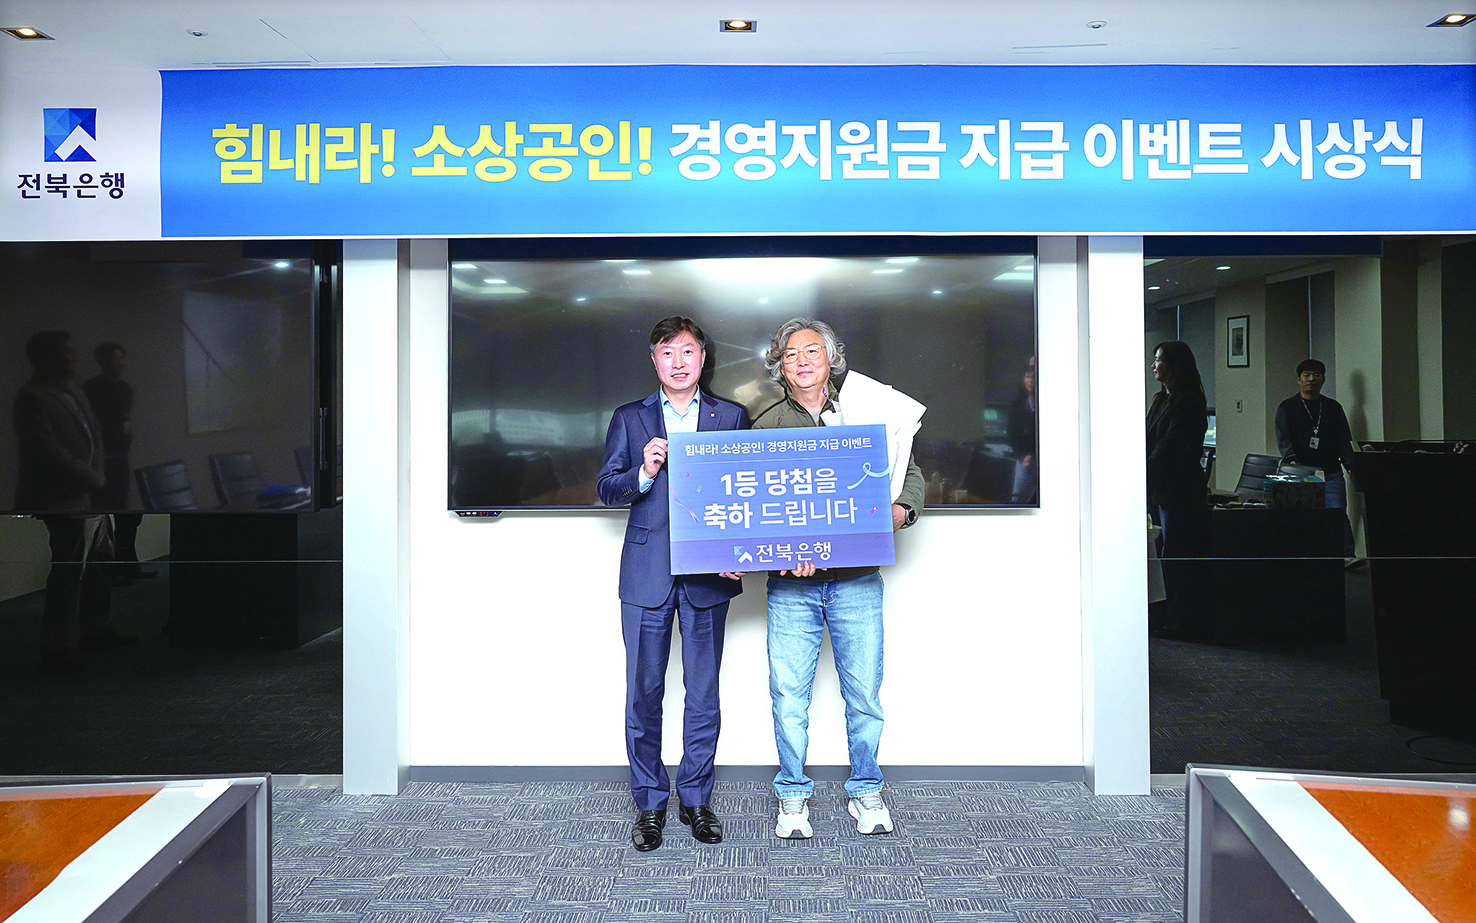 전북은행
힘내라! 소상공인! 경영지원금 지급 이벤트 시상식
힘내라! 소상공인! 경영지원금 지급 이벤트
1등 당첨을
축하 드립니다
전북은행